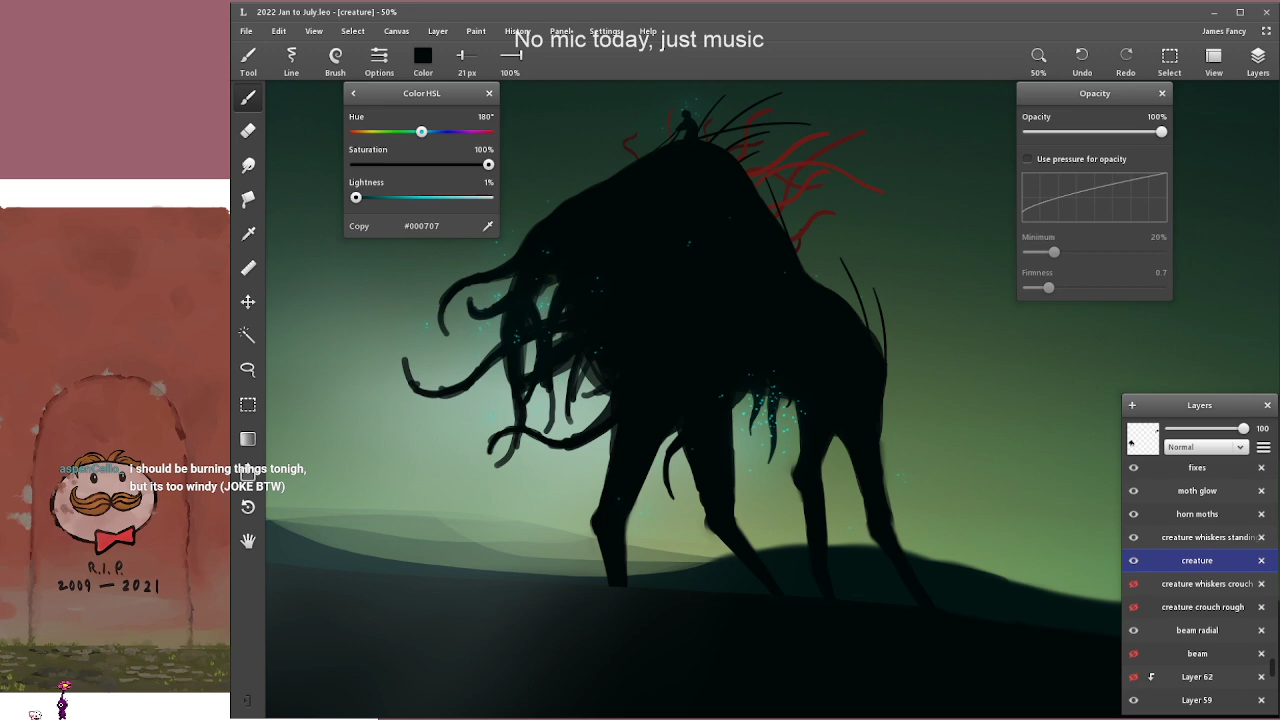 L 2022 Jan to July.leo - [creature] - 50%
File Edit View Select Canvas Layer Paint History Panel Settings Help James Fancy
No mic today, just music
Tool Line Brush Options Color 21 px 100% 50% Undo Redo Select View Layers
Color HSL
Hue 180°
Saturation 100%
Lightness 1%
Copy #000707
Opacity
Opacity 100%
Use pressure for opacity
Minimum 20%
Firmness 0.7
Layers
100
Normal
fixes
moth glow
horn moths
creature whiskers standin
creature
creature whiskers crouch
creature crouch rough
beam radial
beam
Layer 62
Layer 59
I should be burning things tonigh,
but its too windy (JOKE BTW)
R.I.P.
2009 — 2021